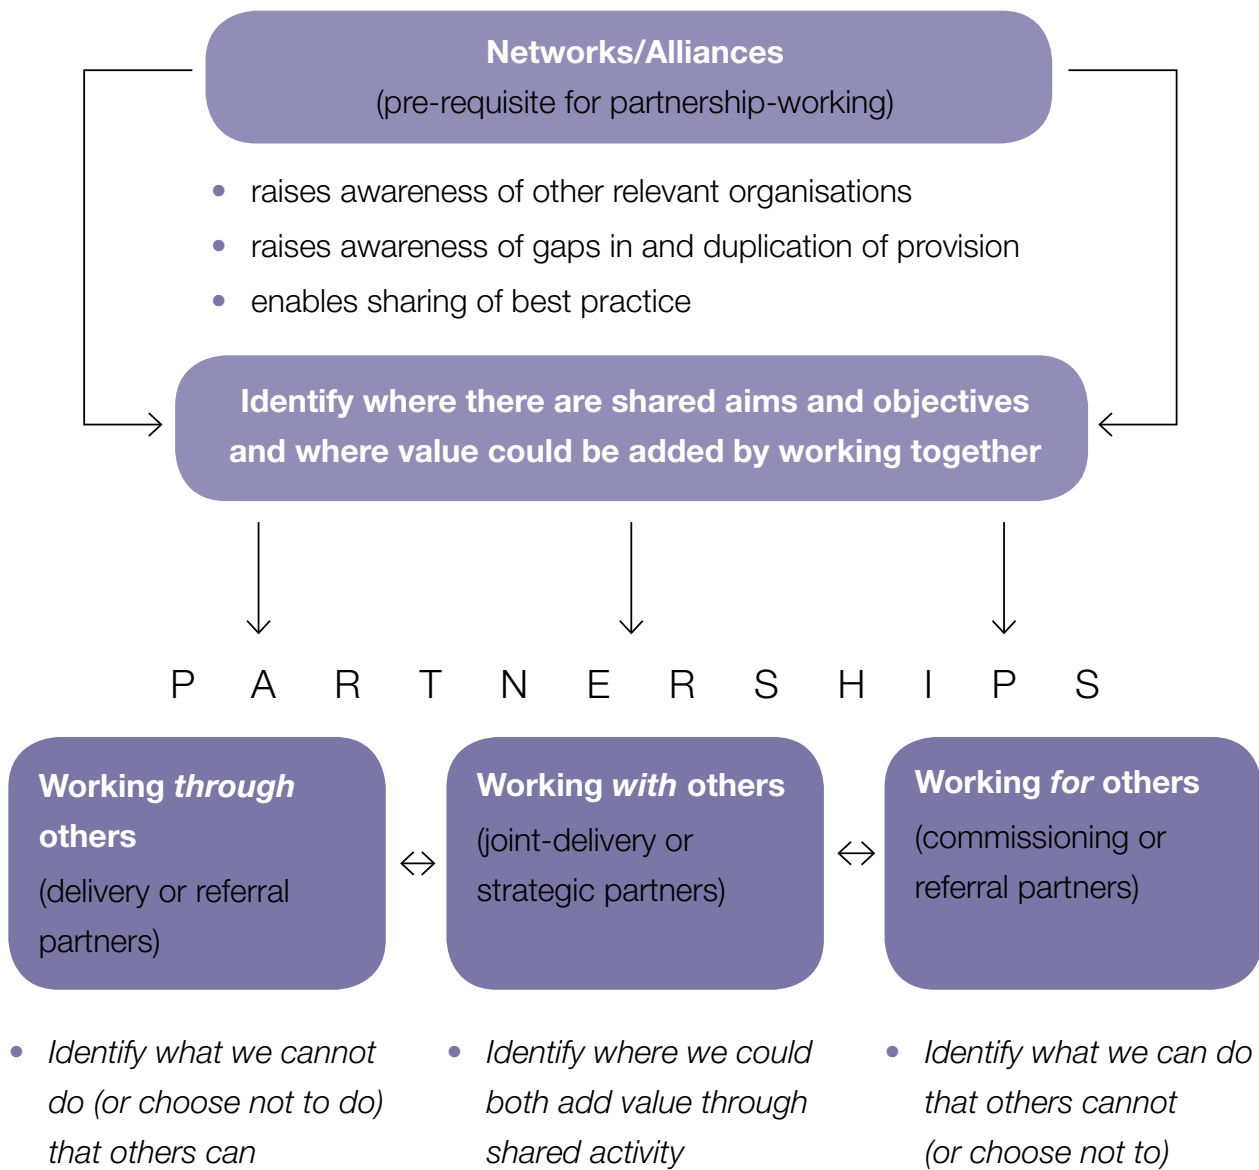 Networks/Alliances
(pre-requisite for partnership-working)
• raises awareness of other relevant organisations
• raises awareness of gaps in and duplication of provision
• enables sharing of best practice
Identify where there are shared aims and objectives
and where value could be added by working together
P A R T N E R S H I P S
Working through
others
(delivery or referral
partners)
Working with others
(joint-delivery or
strategic partners)
Working for others
(commissioning or
referral partners)
• Identify what we cannot
do (or choose not to do)
that others can
• Identify where we could
both add value through
shared activity
• Identify what we can do
that others cannot
(or choose not to)